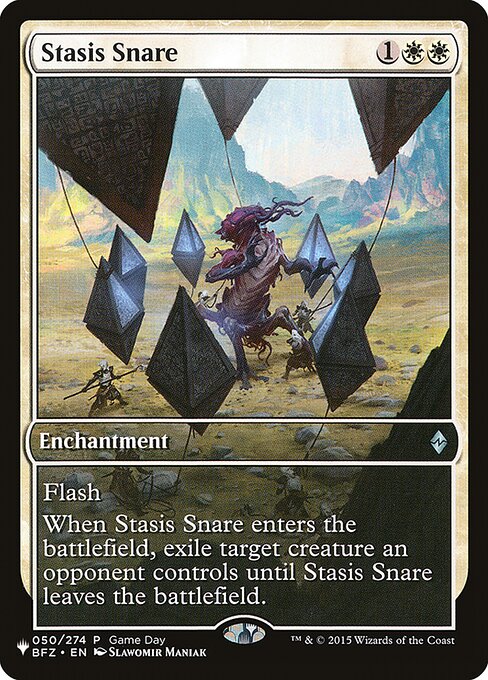 Stasis Snare 1
Enchantment
Flash
When Stasis Snare enters the
battlefield, exile target creature an
opponent controls until Stasis Snare
leaves the battlefield.
050/274 P Game Day
BFZ • EN Slawomir Maniak
™ & © 2015 Wizards of the Coast